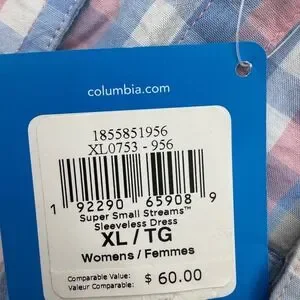 columbia.com
1855851956
XL0753 - 956
1 92290 65908 9
Super Small Streams™
Sleeveless Dress
XL / TG
Womens / Femmes
Comparable Value:
Valeur Comparable:
$ 60.00